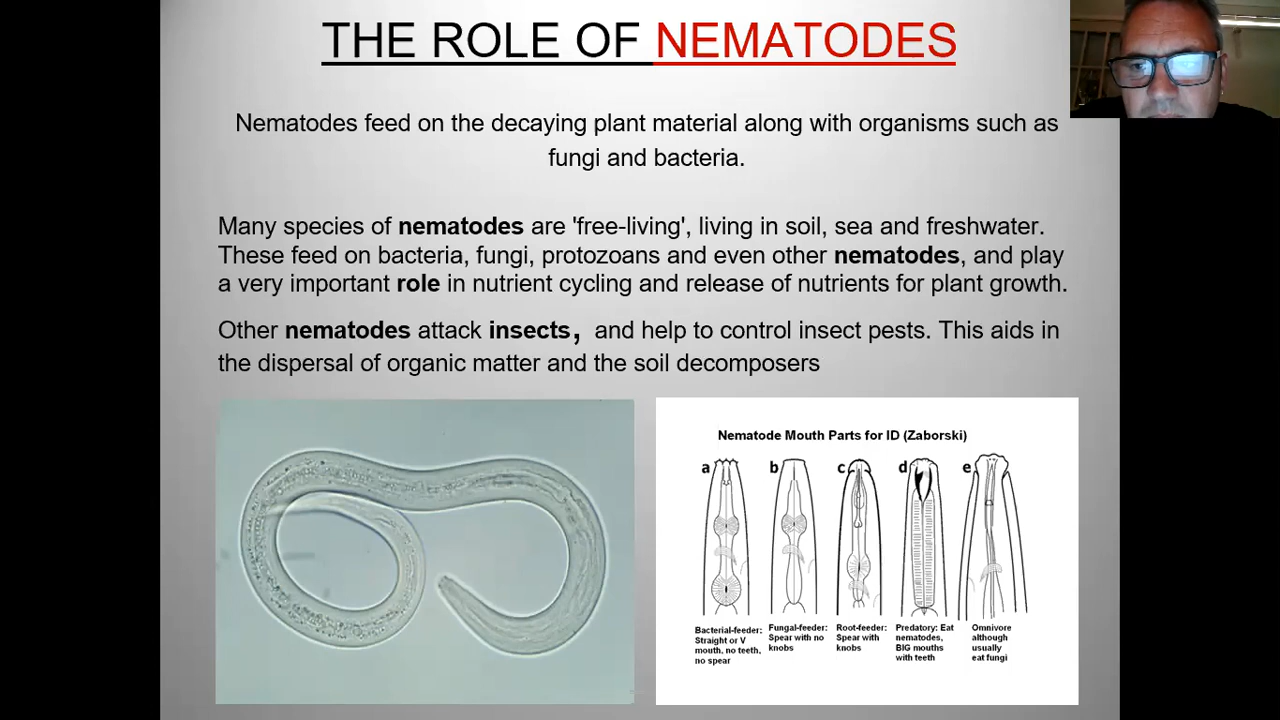 THE ROLE OF NEMATODES
Nematodes feed on the decaying plant material along with organisms such as
fungi and bacteria.
Many species of nematodes are 'free-living', living in soil, sea and freshwater.
These feed on bacteria, fungi, protozoans and even other nematodes, and play
a very important role in nutrient cycling and release of nutrients for plant growth.
Other nematodes attack insects, and help to control insect pests. This aids in
the dispersal of organic matter and the soil decomposers
Nematode Mouth Parts for ID (Zaborski)
a b c d e
Bacterial-feeder:
Straight or V
mouth, no teeth,
no spear
Fungal-feeder:
Spear with no
knobs
Root-feeder:
Spear with
knobs
Predatory: Eat
nematodes,
BIG mouths
with teeth
Omnivore
although
usually
eat fungi